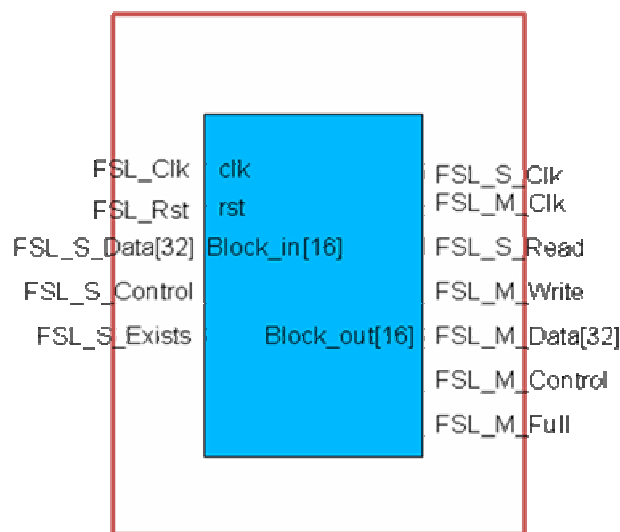 FSL_Clk clk FSL_S_Clk
FSL_Rst rst FSL_M_Clk
FSL_S_Data[32] Block_in[16] FSL_S_Read
FSL_S_Control FSL_M_Write
FSL_S_Exists Block_out[16] FSL_M_Data[32]
FSL_M_Control
FSL_M_Full